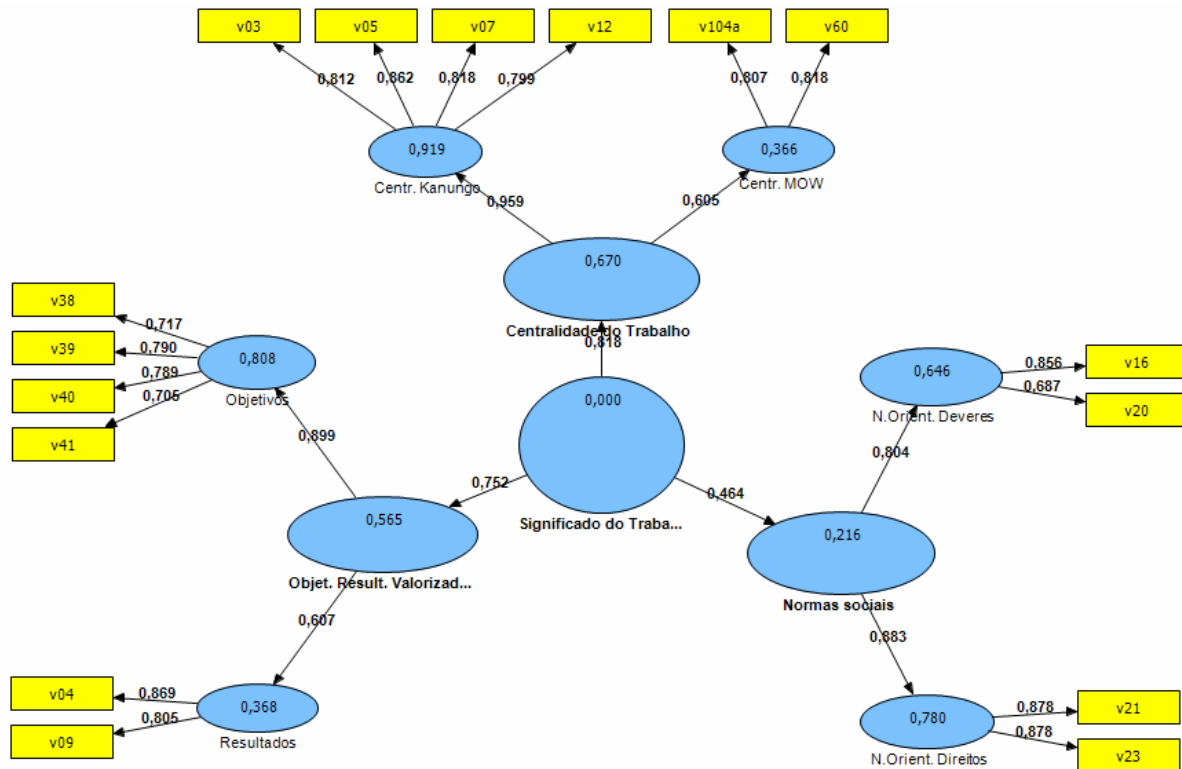 v03
v05
v07
v12
v104a
v60
0,812
0,862
0,818
0,799
0,807
0,818
0,919
Centr. Kanungo
0,366
Centr. MOW
0,959
0,605
0,670
Centralidade do Trabalho
0,818
v38
v39
v40
v41
0,717
0,790
0,789
0,705
0,808
Objetivos
0,899
0,646
N.Orient. Deveres
0,856
0,687
v16
v20
0,804
0,000
Significado do Traba...
0,752
0,464
0,565
Objet. Result. Valorizad...
0,216
Normas sociais
0,607
0,883
v04
v09
0,869
0,805
0,368
Resultados
0,780
N.Orient. Direitos
0,878
0,878
v21
v23